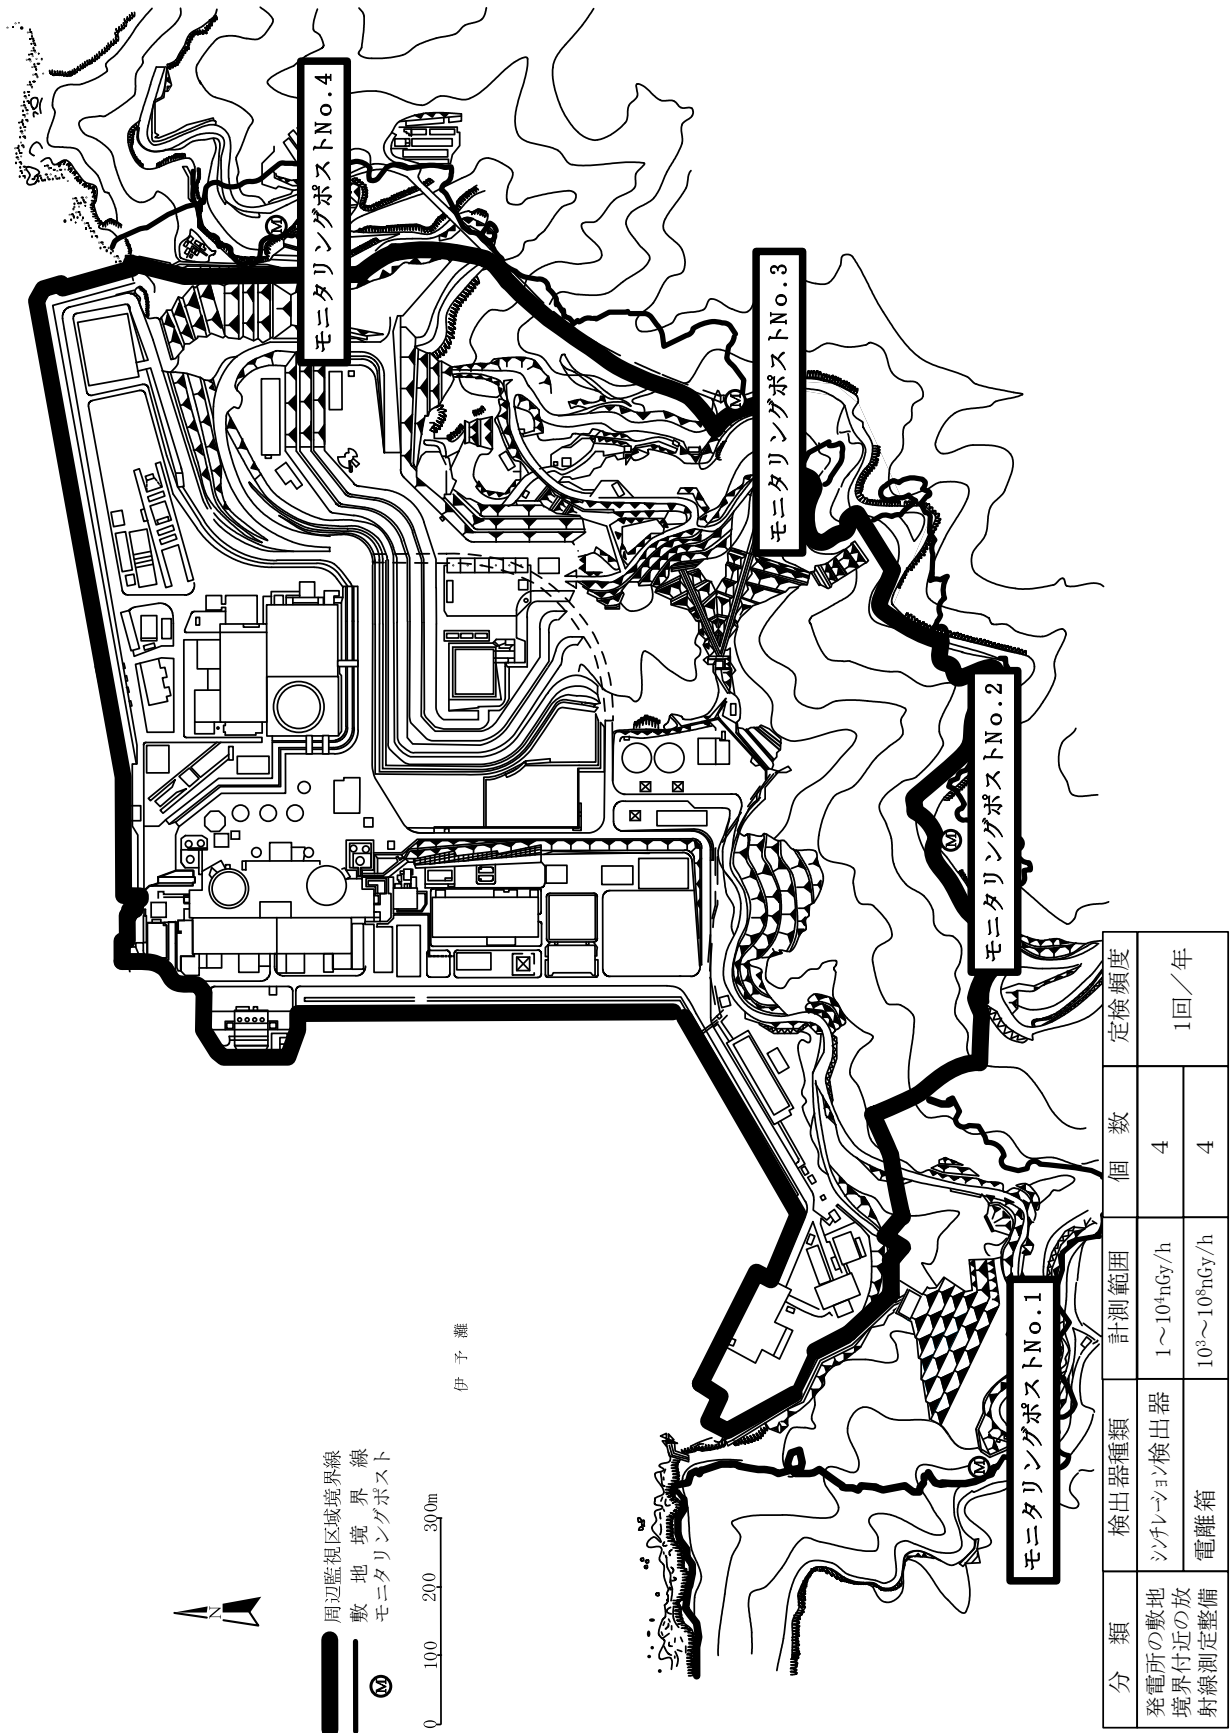 モニタリングポストNo.4
モニタリングポストNo.3
モニタリングポストNo.2
モニタリングポストNo.1
N
周辺監視区域境界線
敷地境界線
Ⓜ モニタリングポスト
0 100 200 300m
伊予灘
Ⓜ
Ⓜ
Ⓜ
Ⓜ
分類 検出器種類 計測範囲 個数 定検頻度
発電所の敷地
境界付近の放
射線測定整備
シンチレーション検出器 1~10⁴nGy/h 4 1回/年
電離箱 10³~10⁸nGy/h 4